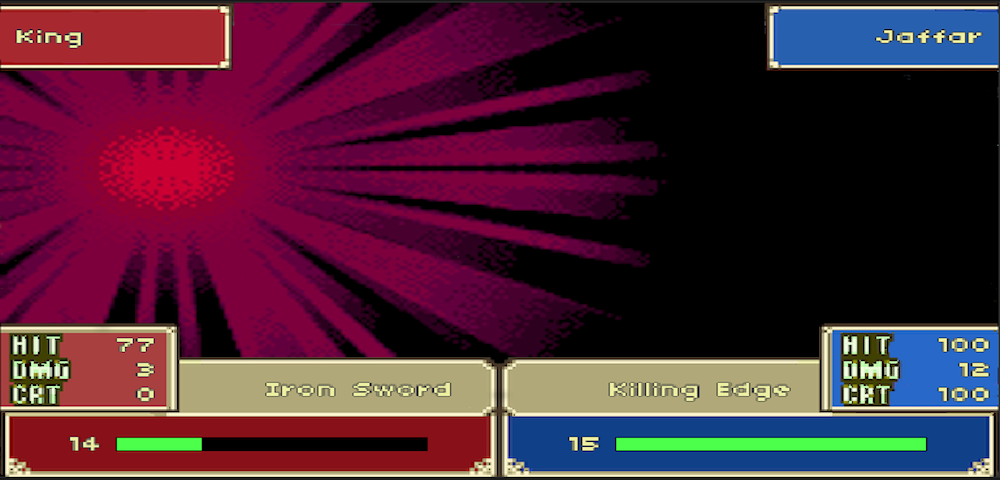 King
Jaffar
HIT 77
DMG 3
CRT 0
HIT 100
DMG 12
CRT 100
Iron Sword
Killing Edge
14
15